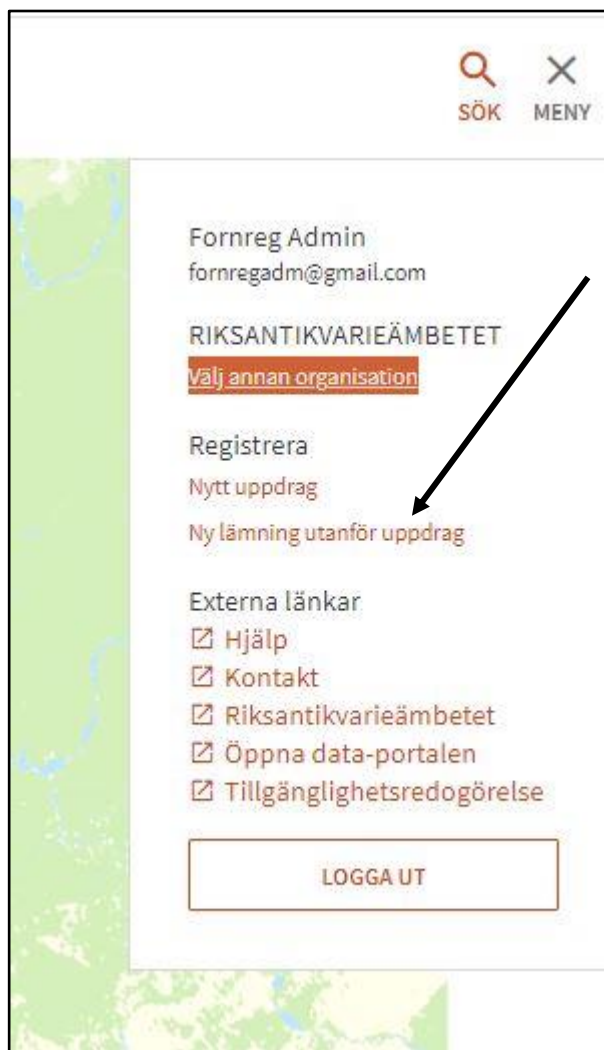 SÖK MENY
Fornreg Admin
fornregadm@gmail.com
RIKSANTIKVARIEÄMBETET
Välj annan organisation
Registrera
Nytt uppdrag
Ny lämning utanför uppdrag
Externa länkar
Hjälp
Kontakt
Riksantikvarieämbetet
Öppna data-portalen
Tillgänglighetsredogörelse
LOGGA UT